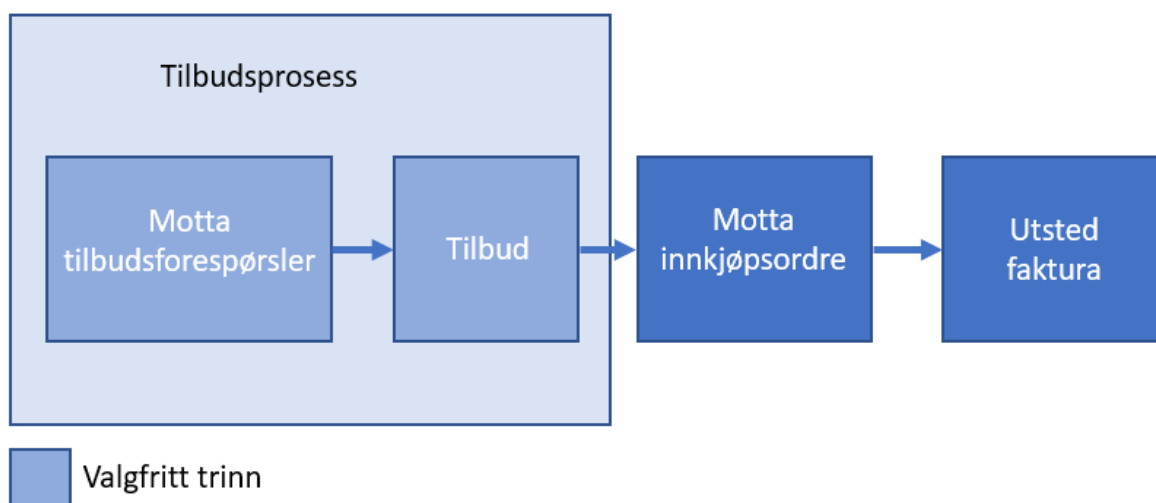 Tilbudsprosess
Motta
tilbudsforespørsler
Tilbud
Motta
innkjøpsordre
Utsted
faktura
Valgfritt trinn